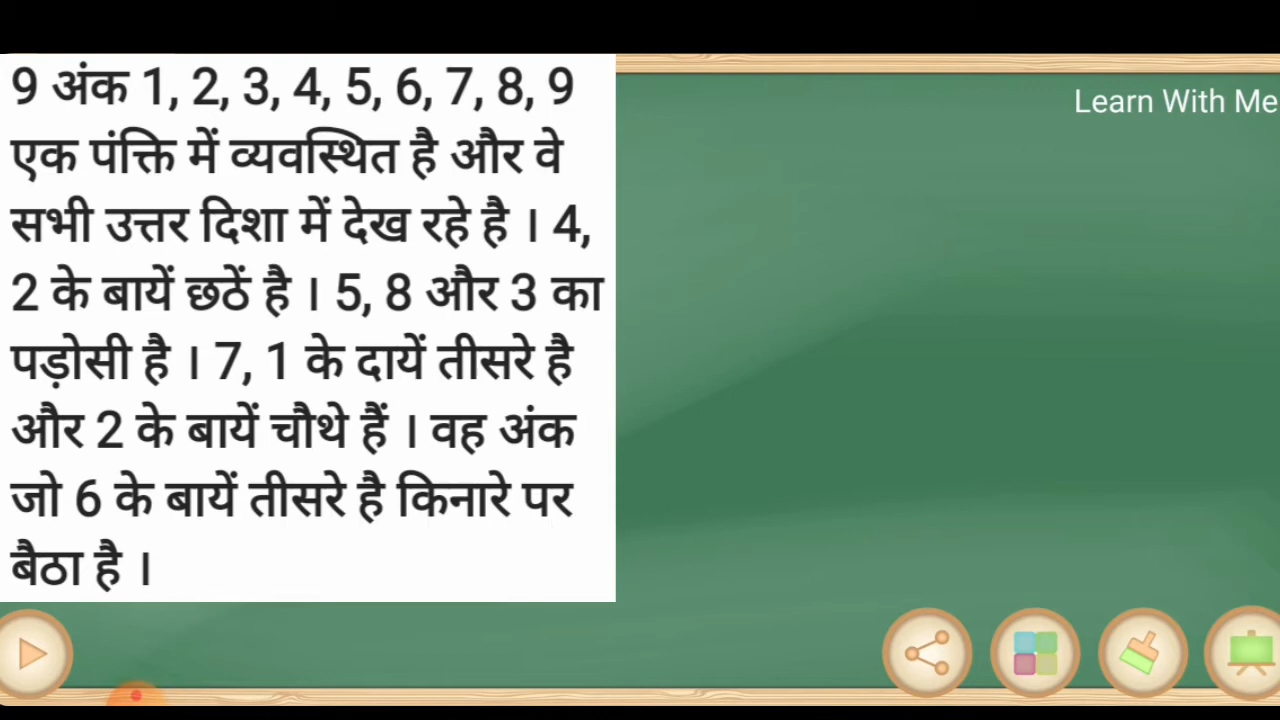 9 अंक 1, 2, 3, 4, 5, 6, 7, 8, 9
एक पंक्ति में व्यवस्थित है और वे
सभी उत्तर दिशा में देख रहे है । 4,
2 के बायें छठें है । 5, 8 और 3 का
पड़ोसी है । 7, 1 के दायें तीसरे है
और 2 के बायें चौथे हैं । वह अंक
जो 6 के बायें तीसरे है किनारे पर
बैठा है ।
Learn With Me